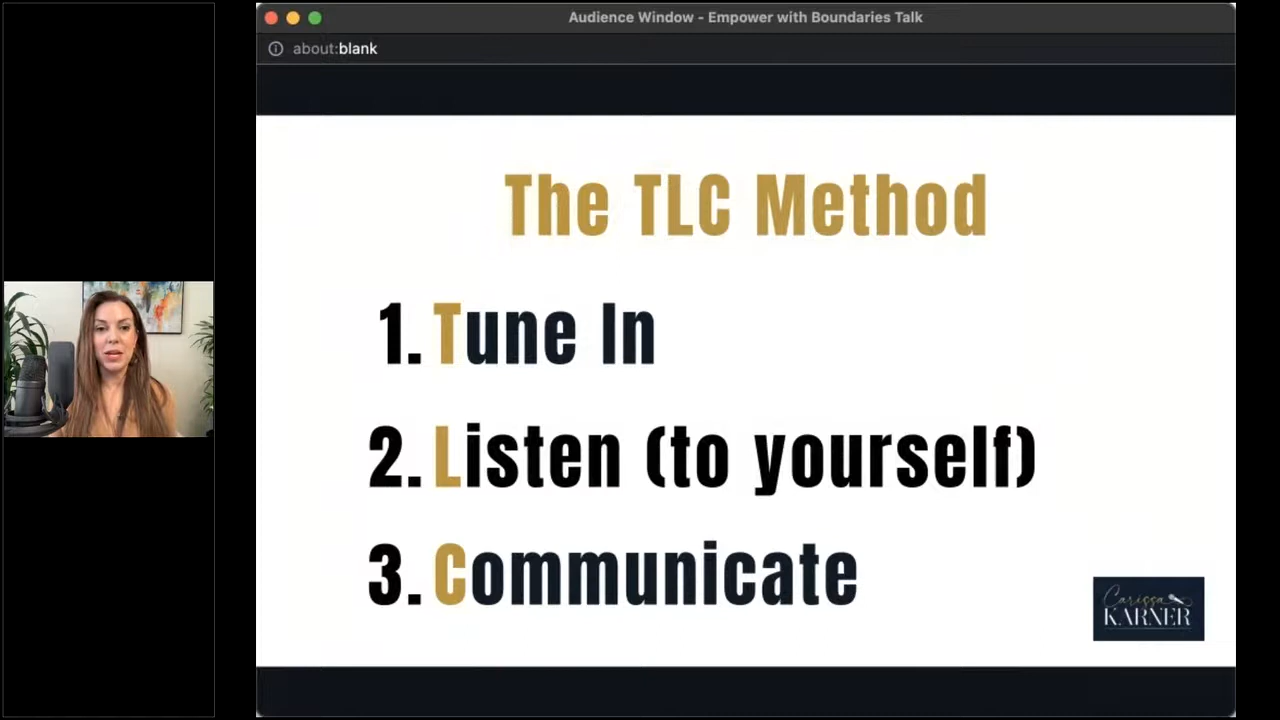 Audience Window - Empower with Boundaries Talk
about:blank
The TLC Method
1. Tune In
2. Listen (to yourself)
3. Communicate
Carissa
KARNER